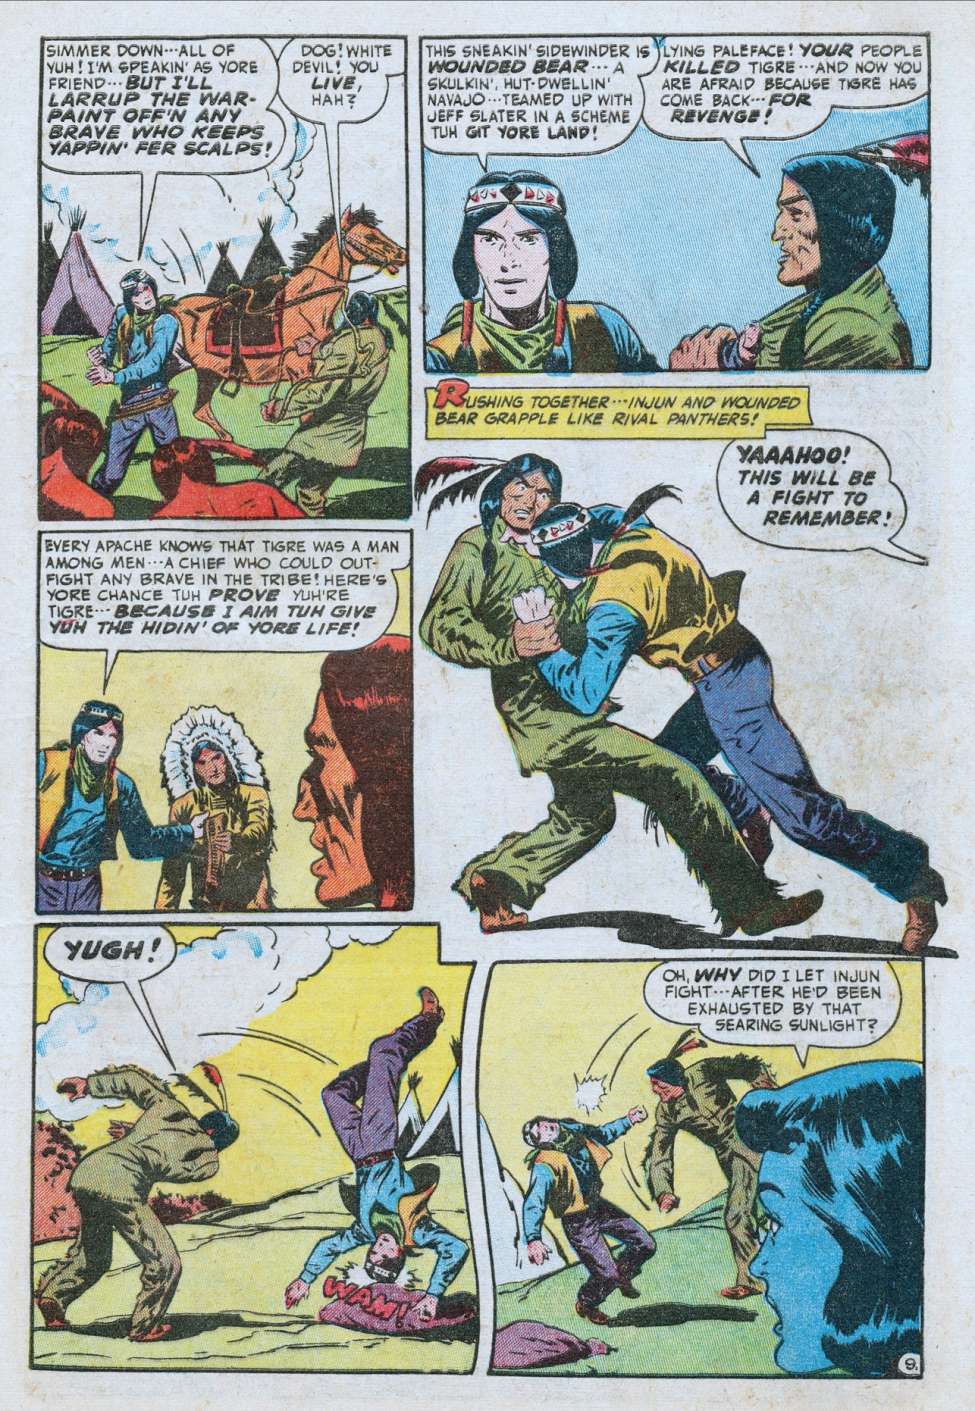 SIMMER DOWN---ALL OF
YUH! I'M SPEAKIN' AS YORE
FRIEND---BUT I'LL
LARRUP THE WAR-
PAINT OFF'N ANY
BRAVE WHO KEEPS
YAPPIN' FER SCALPS!
DOG! WHITE
DEVIL! YOU
LIVE,
HAH?
THIS SNEAKIN' SIDEWINDER IS
WOUNDED BEAR---A
SKULKIN', HUT-DWELLIN'
NAVAJO---TEAMED UP WITH
JEFF SLATER IN A SCHEME
TUH GIT YORE LAND!
LYING PALEFACE! YOUR PEOPLE
KILLED TIGRE---AND NOW YOU
ARE AFRAID BECAUSE TIGRE HAS
COME BACK---FOR
REVENGE!
RUSHING TOGETHER---INJUN AND WOUNDED
BEAR GRAPPLE LIKE RIVAL PANTHERS!
YAAAHOO!
THIS WILL BE
A FIGHT TO
REMEMBER!
EVERY APACHE KNOWS THAT TIGRE WAS A MAN
AMONG MEN---A CHIEF WHO COULD OUT-
FIGHT ANY BRAVE IN THE TRIBE! HERE'S
YORE CHANCE TUH PROVE YUH'RE
TIGRE---BECAUSE I AIM TUH GIVE
YUH THE HIDIN' OF YORE LIFE!
YUGH!
WAM!
OH, WHY DID I LET INJUN
FIGHT---AFTER HE'D BEEN
EXHAUSTED BY THAT
SEARING SUNLIGHT?
9.